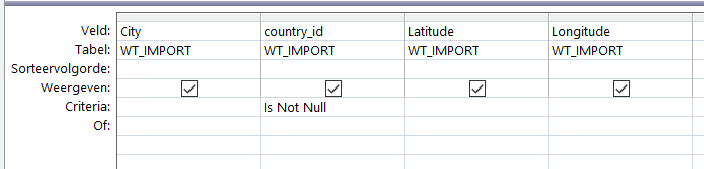 Veld: City country_id Latitude Longitude
Tabel: WT_IMPORT WT_IMPORT WT_IMPORT WT_IMPORT
Sorteervolgorde:
Weergeven:
Criteria: Is Not Null
Of: